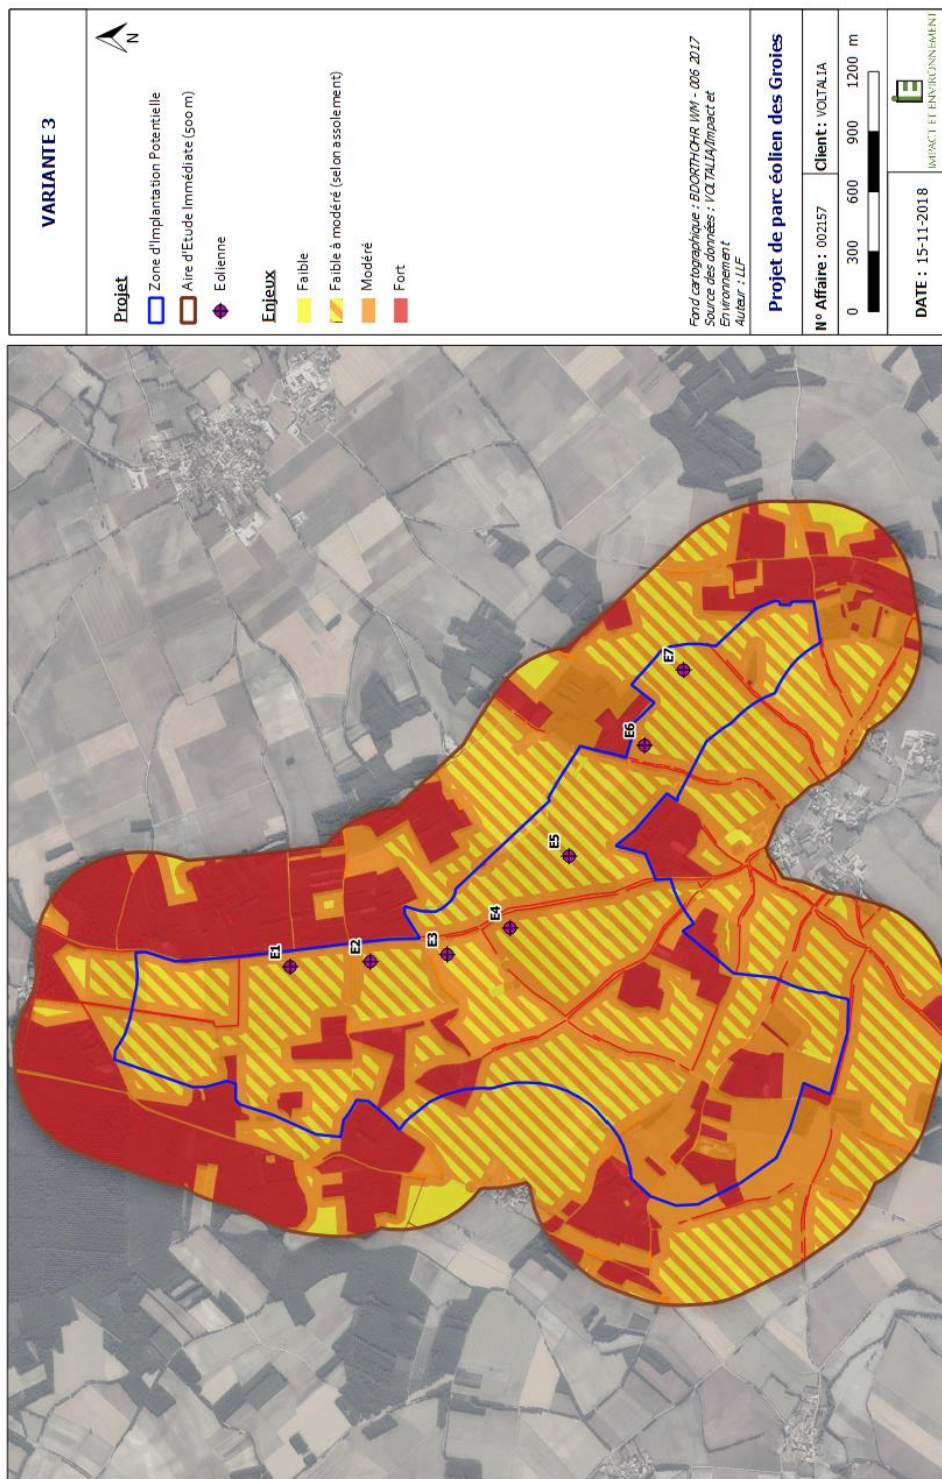 VARIANTE 3
N
Projet
Zone d'Implantation Potentielle
Aire d'Etude Immédiate (500 m)
Eolienne
Enjeux
Faible
Faible à modéré (selon assolement)
Modéré
Fort
Fond cartographique : BDORTHOHR WM - 006 2017
Source des données : VOLTALIA/Impact et
Environnement
Auteur : LLF
Projet de parc éolien des Groies
N° Affaire : 002157
Client : VOLTALIA
0 300 600 900 1200 m
DATE : 15-11-2018
IE
IMPACT ET ENVIRONNEMENT
E1
E2
E3
E4
E5
E6
E7